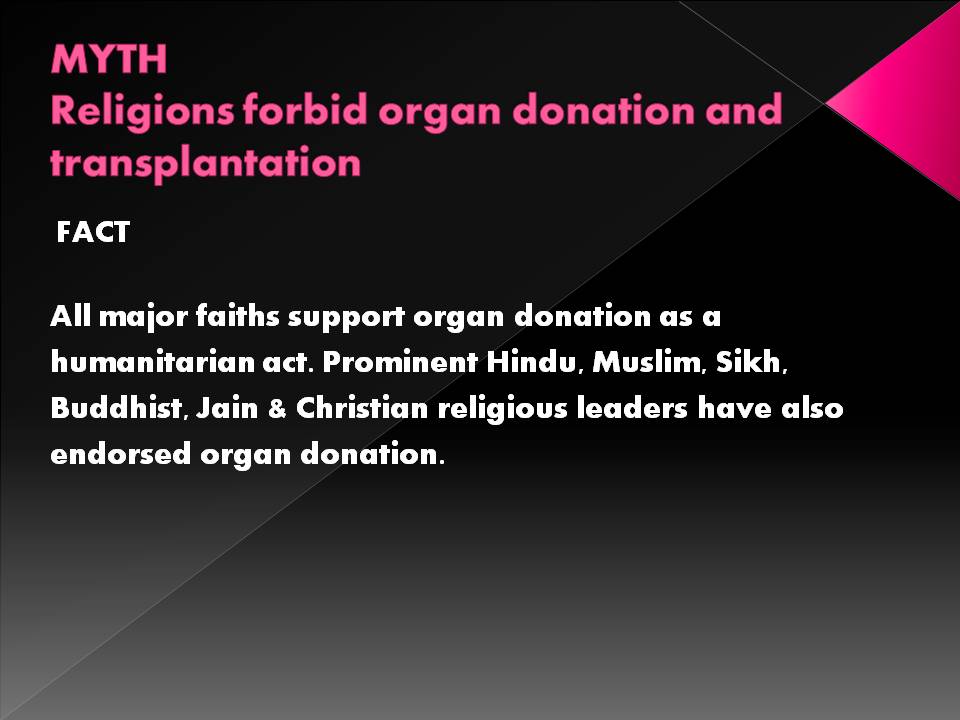 MYTH
Religions forbid organ donation and
transplantation
FACT
All major faiths support organ donation as a
humanitarian act. Prominent Hindu, Muslim, Sikh,
Buddhist, Jain & Christian religious leaders have also
endorsed organ donation.